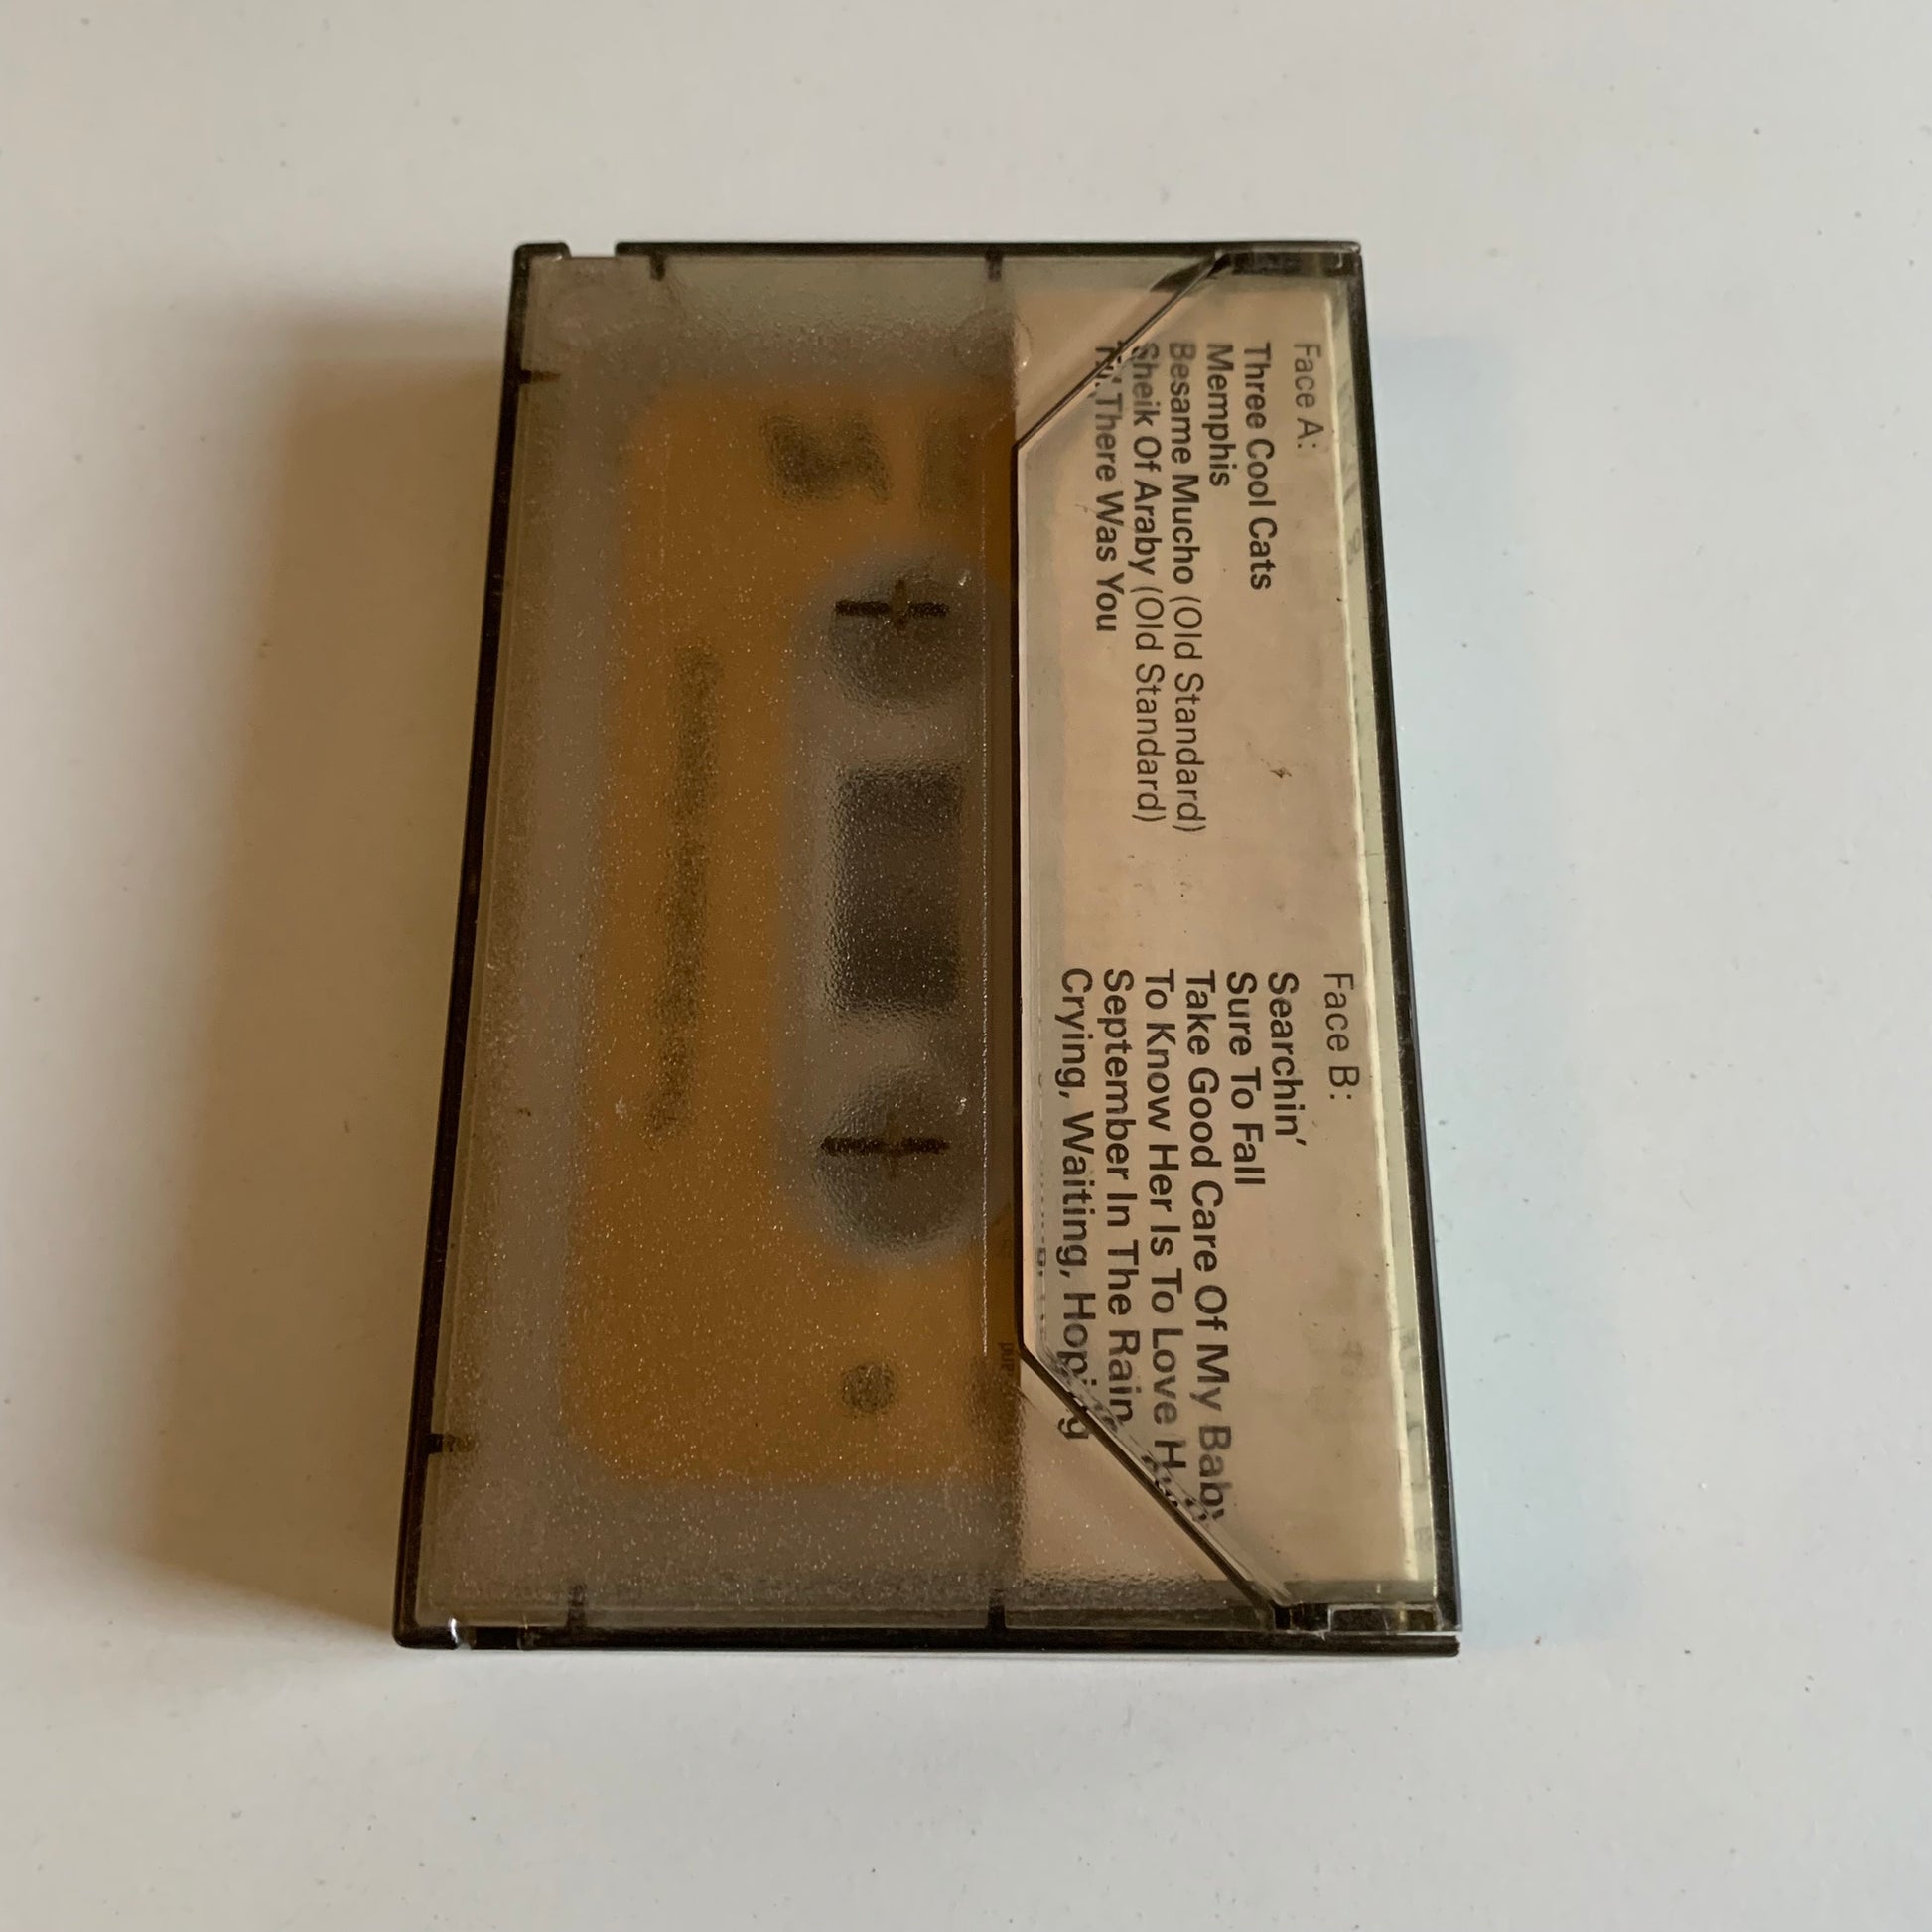 Face A:
Three Cool Cats
Memphis
Besame Mucho (Old Standard)
Sheik Of Araby (Old Standard)
Till There Was You
Face B:
Searchin'
Sure To Fall
Take Good Care Of My Baby
To Know Her Is To Love Her
September In The Rain
Crying, Waiting, Hoping